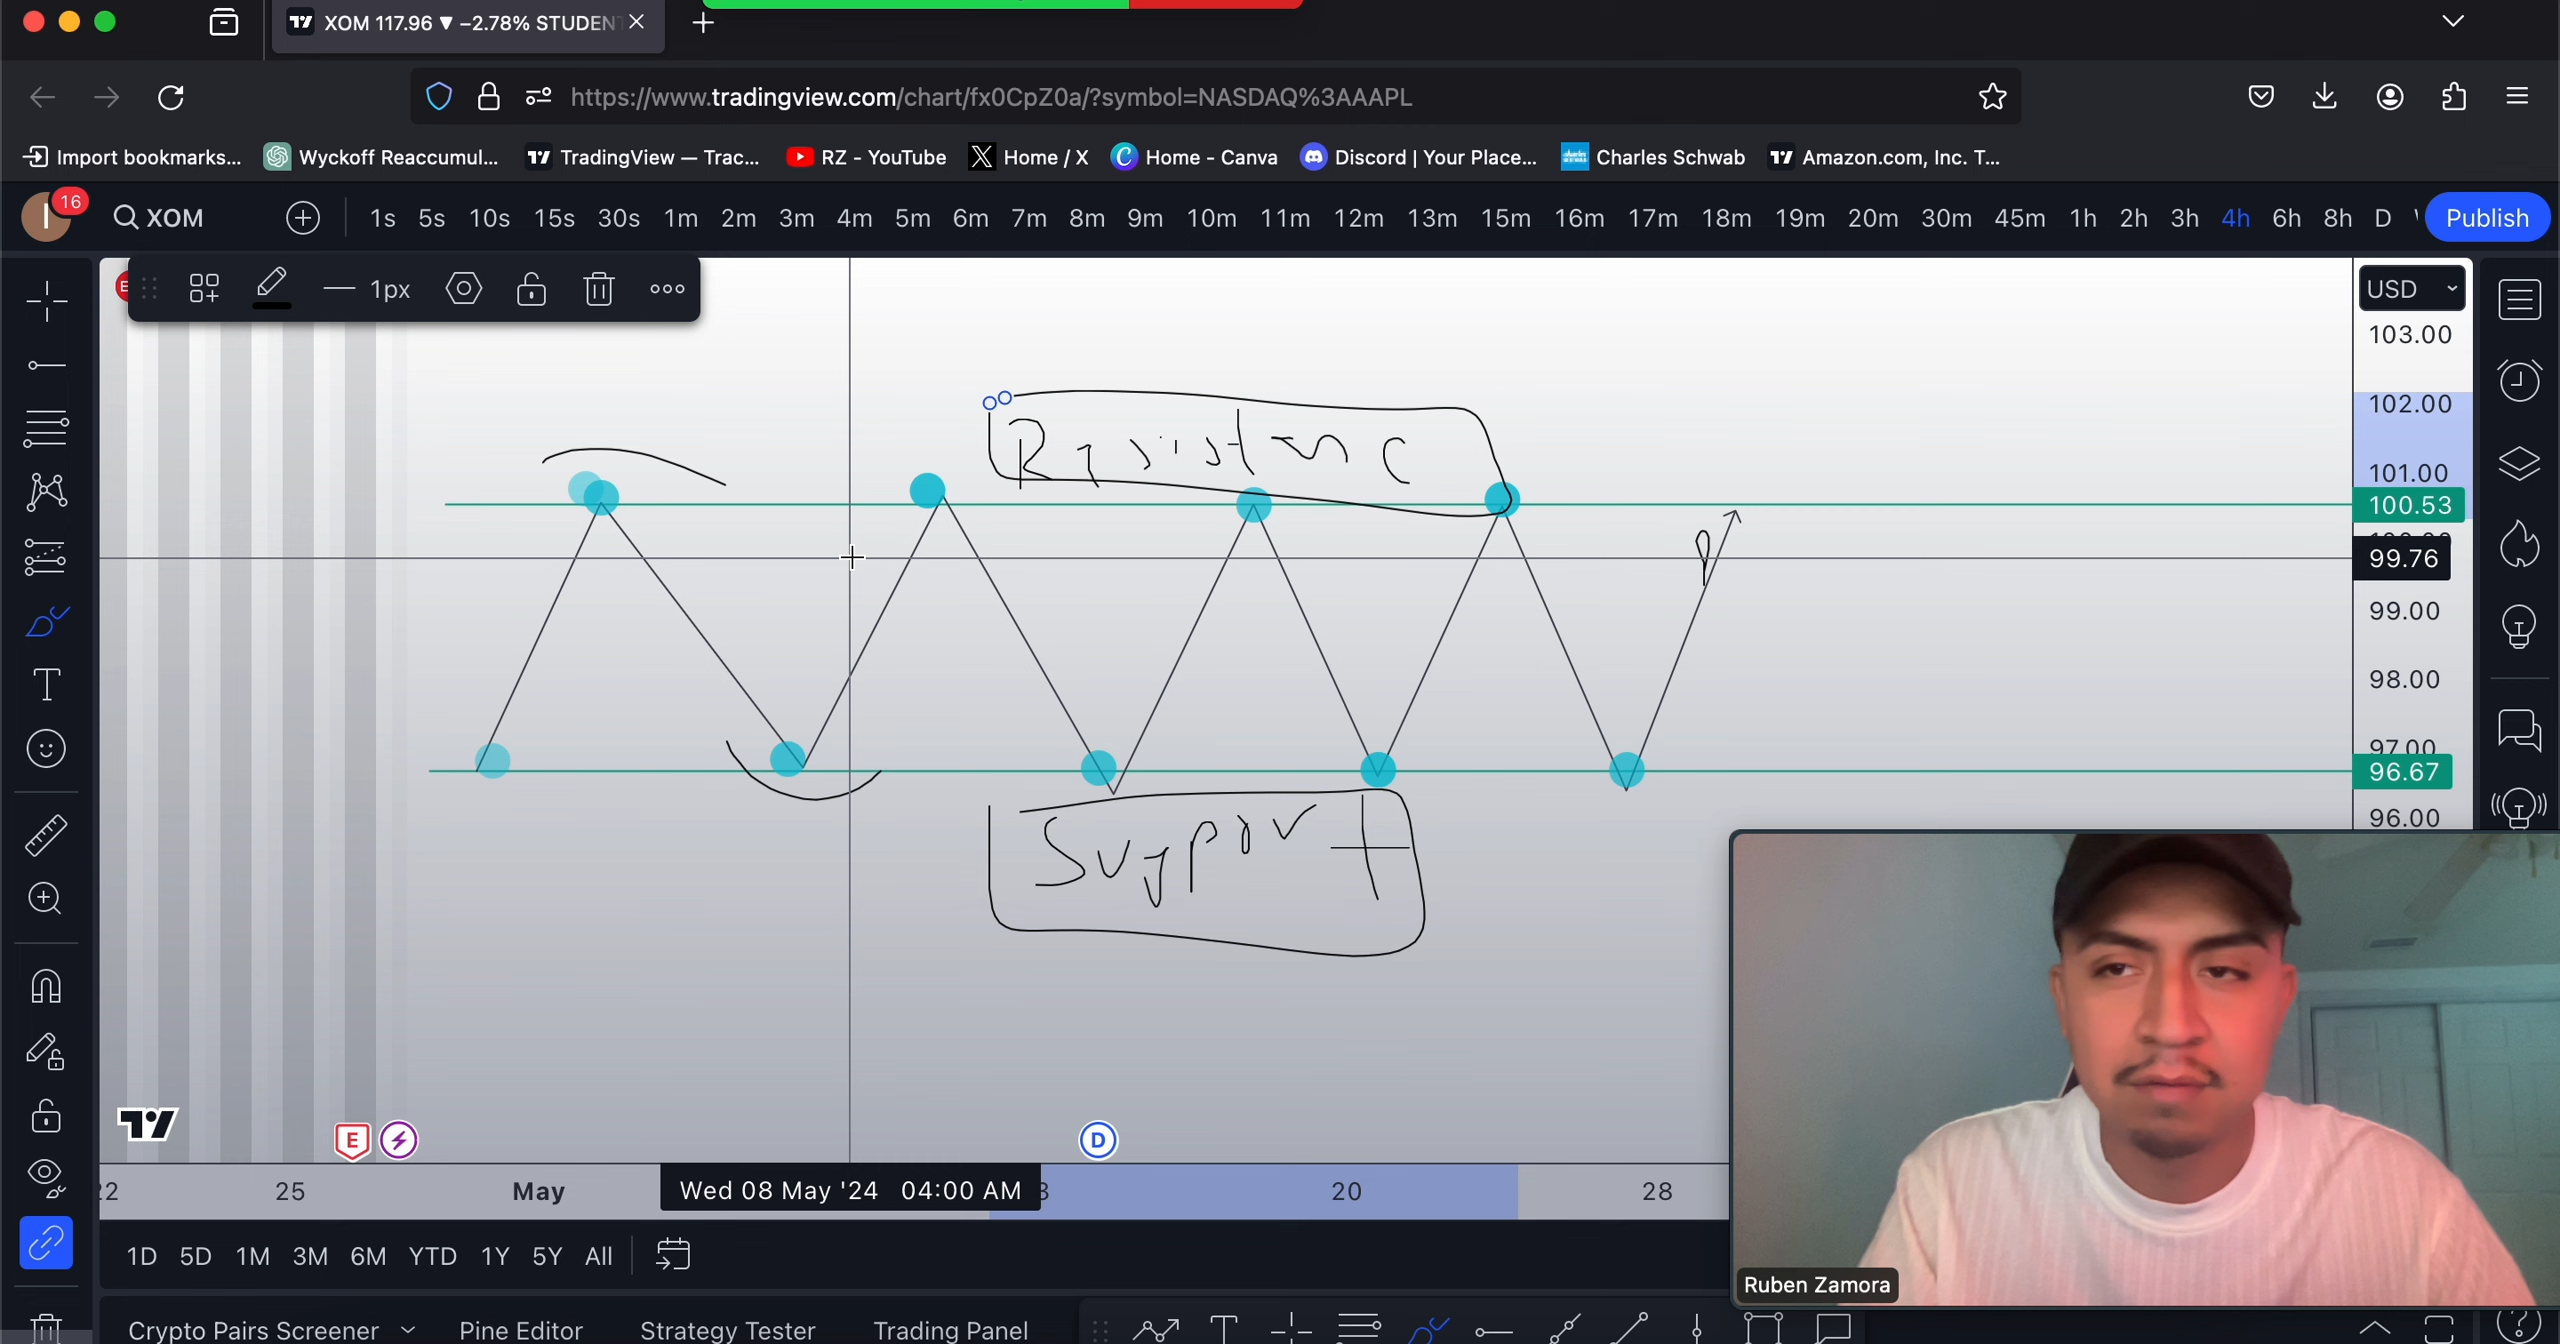 XOM 117.96 ▼ −2.78% STUDEN
https://www.tradingview.com/chart/fx0CpZ0a/?symbol=NASDAQ%3AAAPL
Import bookmarks... Wyckoff Reaccumul... TradingView — Trac... RZ - YouTube Home / X Home - Canva Discord | Your Place... Charles Schwab Amazon.com, Inc. T...
I 16 XOM 1s 5s 10s 15s 30s 1m 2m 3m 4m 5m 6m 7m 8m 9m 10m 11m 12m 13m 15m 16m 17m 18m 19m 20m 30m 45m 1h 2h 3h 4h 6h 8h D Publish
E 1px USD
103.00
102.00
Resistanc
101.00
100.53
99.76
99.00
98.00
97.00
96.67
96.00
Support
E D
22 25 May Wed 08 May '24 04:00 AM 3 20 28
1D 5D 1M 3M 6M YTD 1Y 5Y All
Ruben Zamora
Crypto Pairs Screener Pine Editor Strategy Tester Trading Panel